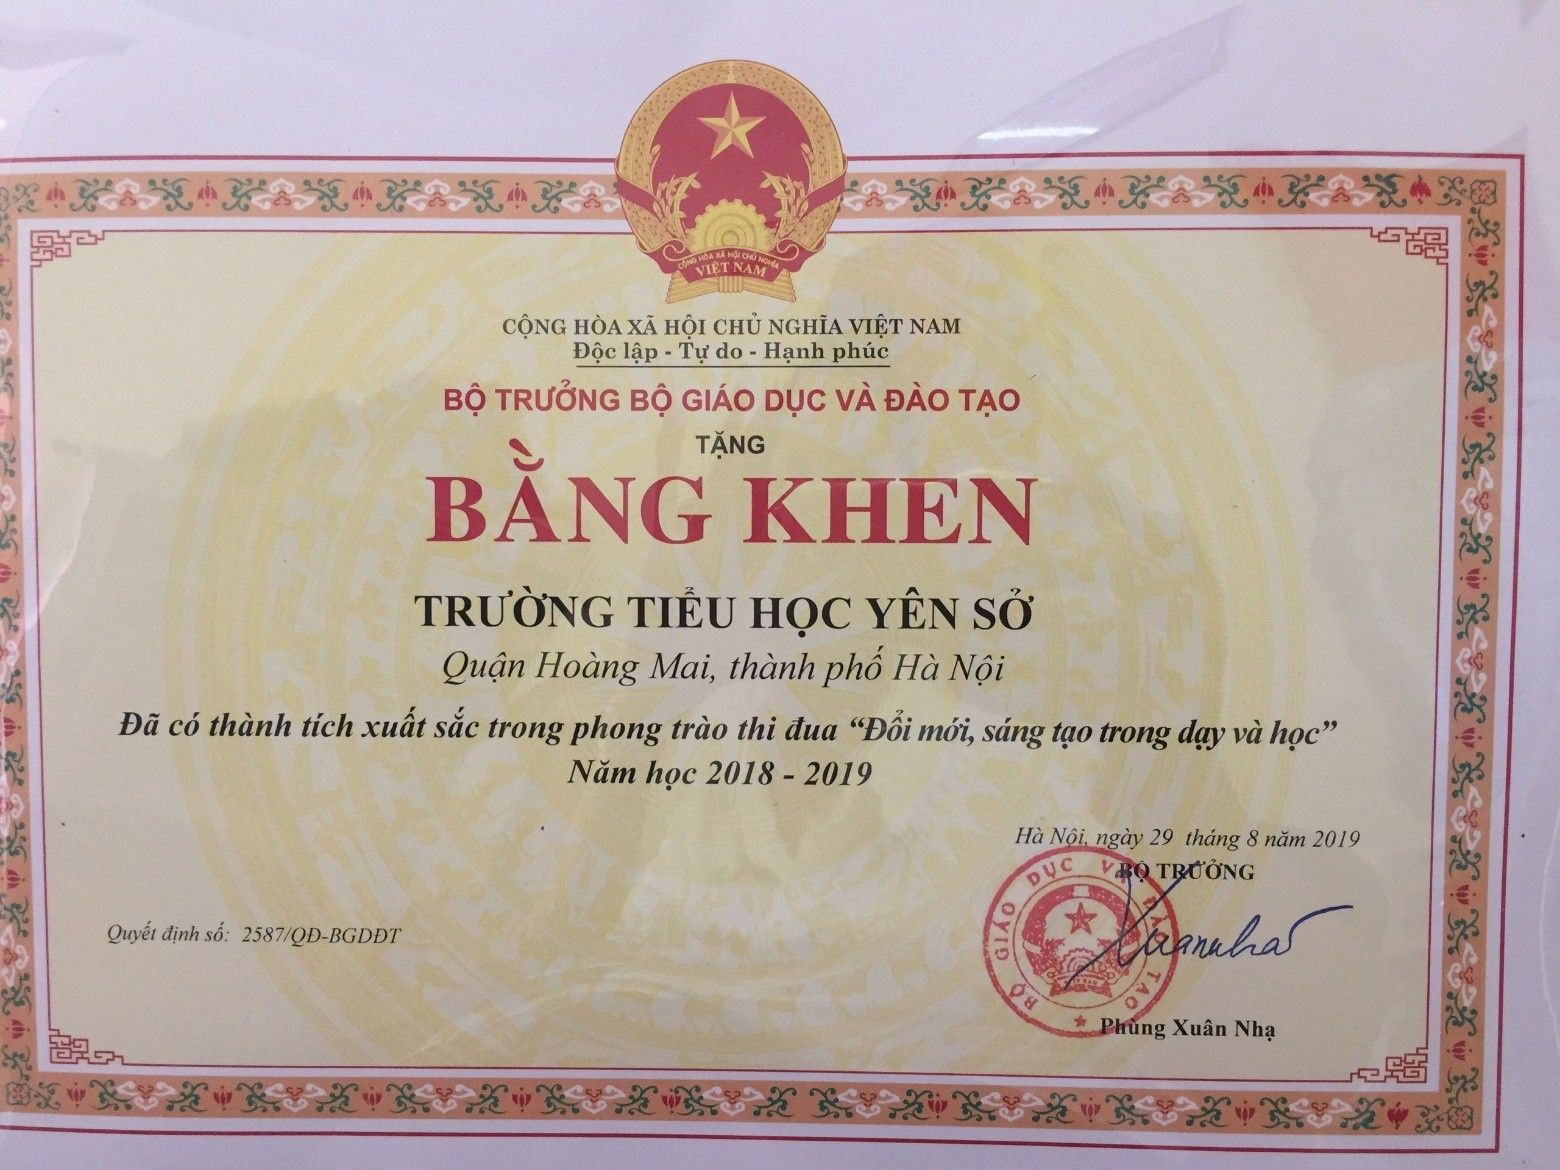 CỘNG HÒA XÃ HỘI CHỦ NGHĨA
VIỆT NAM
CỘNG HÒA XÃ HỘI CHỦ NGHĨA VIỆT NAM
Độc lập - Tự do - Hạnh phúc
BỘ TRƯỞNG BỘ GIÁO DỤC VÀ ĐÀO TẠO
TẶNG
BẰNG KHEN
TRƯỜNG TIỂU HỌC YÊN SỞ
Quận Hoàng Mai, thành phố Hà Nội
Đã có thành tích xuất sắc trong phong trào thi đua “Đổi mới, sáng tạo trong dạy và học”
Năm học 2018 - 2019
Hà Nội, ngày 29 tháng 8 năm 2019
BỘ TRƯỞNG
Quyết định số: 2587/QĐ-BGDĐT
BỘ GIÁO DỤC VÀ ĐÀO TẠO
Xuannha
Phùng Xuân Nhạ